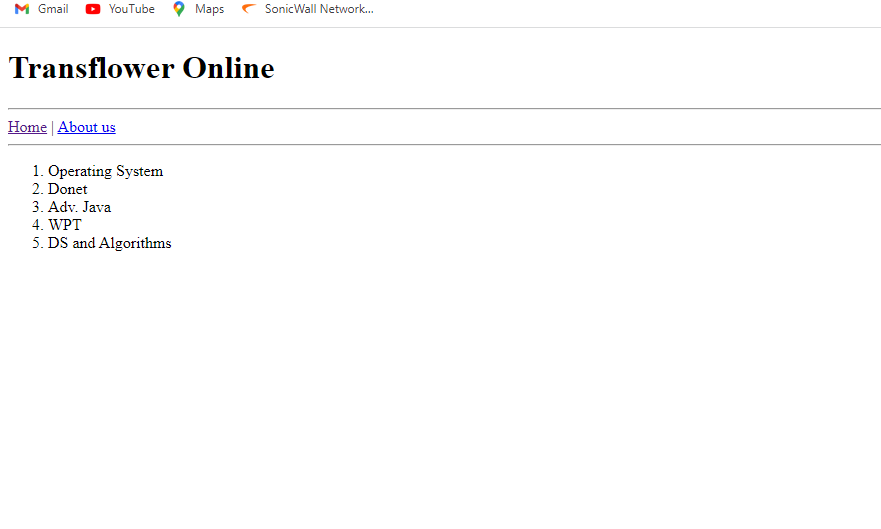 Gmail YouTube Maps SonicWall Network...
Transflower Online
Home | About us
1. Operating System
2. Donet
3. Adv. Java
4. WPT
5. DS and Algorithms